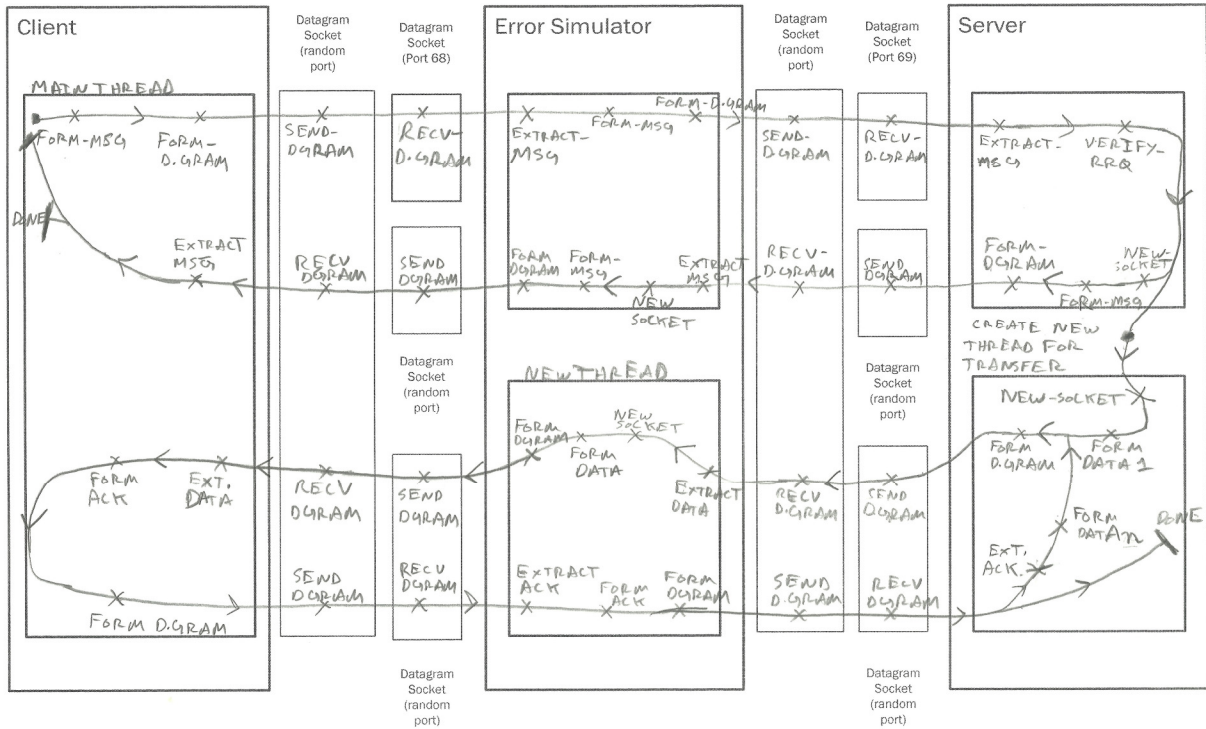 Client
Datagram
Socket
(random
port)
Datagram
Socket
(Port 68)
Error Simulator
Datagram
Socket
(random
port)
Datagram
Socket
(Port 69)
Server
MAIN THREAD
FORM-MSG
FORM-
D.GRAM
SEND-
DGRAM
RECV-
D.GRAM
EXTRACT-
MSG
FORM-MSG
FORM-D.GRAM
SEND-
DGRAM
RECV-
D.GRAM
EXTRACT-
MSG
VERIFY-
RRQ
DONE
EXTRACT
MSG
RECV
DGRAM
SEND
DGRAM
FORM
DGRAM
FORM-
MSG
NEW
SOCKET
EXTRACT
MSG
RECV-
D.GRAM
SEND
DGRAM
FORM-
DGRAM
FORM-MSG
NEW-
SOCKET
CREATE NEW
THREAD FOR
TRANSFER
Datagram
Socket
(random
port)
NEW THREAD
Datagram
Socket
(random
port)
NEW-SOCKET
FORM
ACK
EXT.
DATA
RECV
DGRAM
SEND
DGRAM
FORM
DGRAM
FORM
DATA
NEW
SOCKET
EXTRACT
DATA
RECV
D.GRAM
SEND
D.GRAM
FORM
D.GRAM
FORM
DATA 1
FORM
DATA n
EXT.
ACK.
DONE
FORM D.GRAM
SEND
DGRAM
RECV
DGRAM
EXTRACT
ACK
FORM
ACK
FORM
DGRAM
SEND
DGRAM
RECV
DGRAM
Datagram
Socket
(random
port)
Datagram
Socket
(random
port)